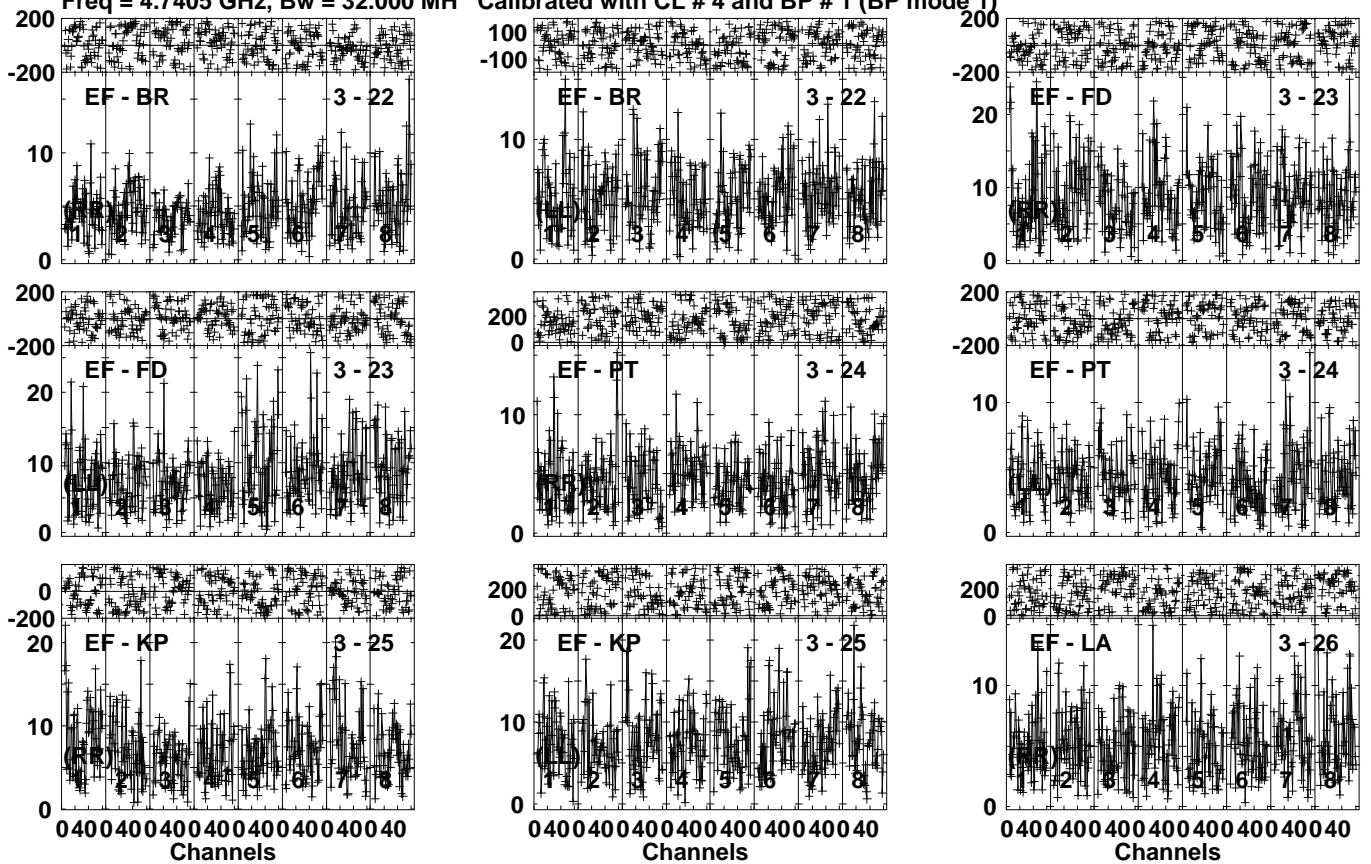 Freq = 4.7405 GHz, Bw = 32.000 MH Calibrated with CL # 4 and BP # 1 (BP mode 1)
200
-200
EF - BR 3 - 22
10
0
(RR)
1 2 3 4 5 6 7 8
100
-100
EF - BR 3 - 22
10
0
(LL)
1 2 3 4 5 6 7 8
200
-200
EF - FD 3 - 23
20
10
0
(RR)
1 2 3 4 5 6 7 8
200
-200
EF - FD 3 - 23
20
10
0
(LL)
1 2 3 4 5 6 7 8
200
0
EF - PT 3 - 24
10
0
(RR)
1 2 3 4 5 6 7 8
200
-200
EF - PT 3 - 24
10
0
(LL)
1 2 3 4 5 6 7 8
0
-200
EF - KP 3 - 25
20
10
0
(RR)
1 2 3 4 5 6 7 8
0 40 0 40 0 40 0 40 0 40 0 40 0 40 0 40
Channels
200
0
EF - KP 3 - 25
20
10
0
(LL)
1 2 3 4 5 6 7 8
0 40 0 40 0 40 0 40 0 40 0 40 0 40 0 40
Channels
200
0
EF - LA 3 - 26
10
0
(RR)
1 2 3 4 5 6 7 8
0 40 0 40 0 40 0 40 0 40 0 40 0 40 0 40
Channels